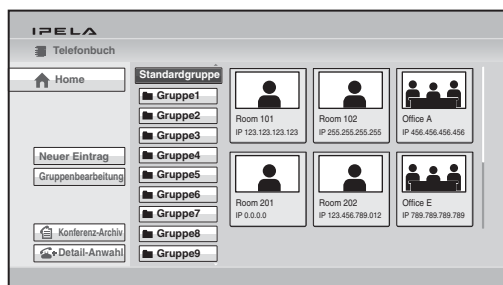 IPELA
Telefonbuch
Home
Neuer Eintrag
Gruppenbearbeitung
Konferenz-Archiv
Detail-Anwahl
Standardgruppe
Gruppe1
Gruppe2
Gruppe3
Gruppe4
Gruppe5
Gruppe6
Gruppe7
Gruppe8
Gruppe9
Room 101
IP 123.123.123.123
Room 102
IP 255.255.255.255
Office A
IP 456.456.456.456
Room 201
IP 0.0.0.0
Room 202
IP 123.456.789.012
Office E
IP 789.789.789.789